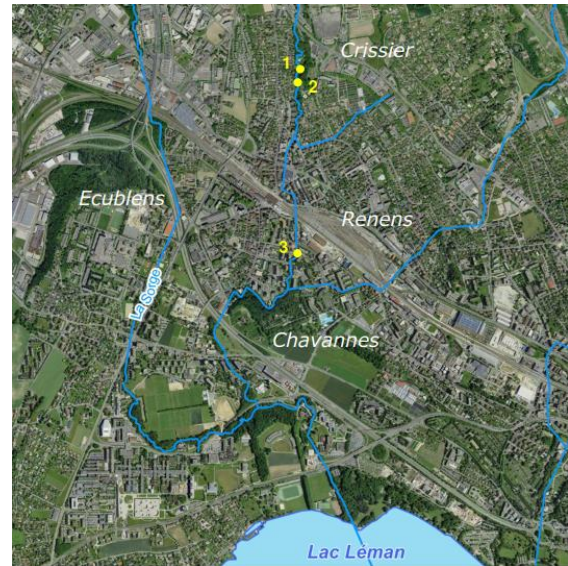 Crissier
1
2
Ecublens
Renens
3
La Sorge
Chavannes
Lac Léman